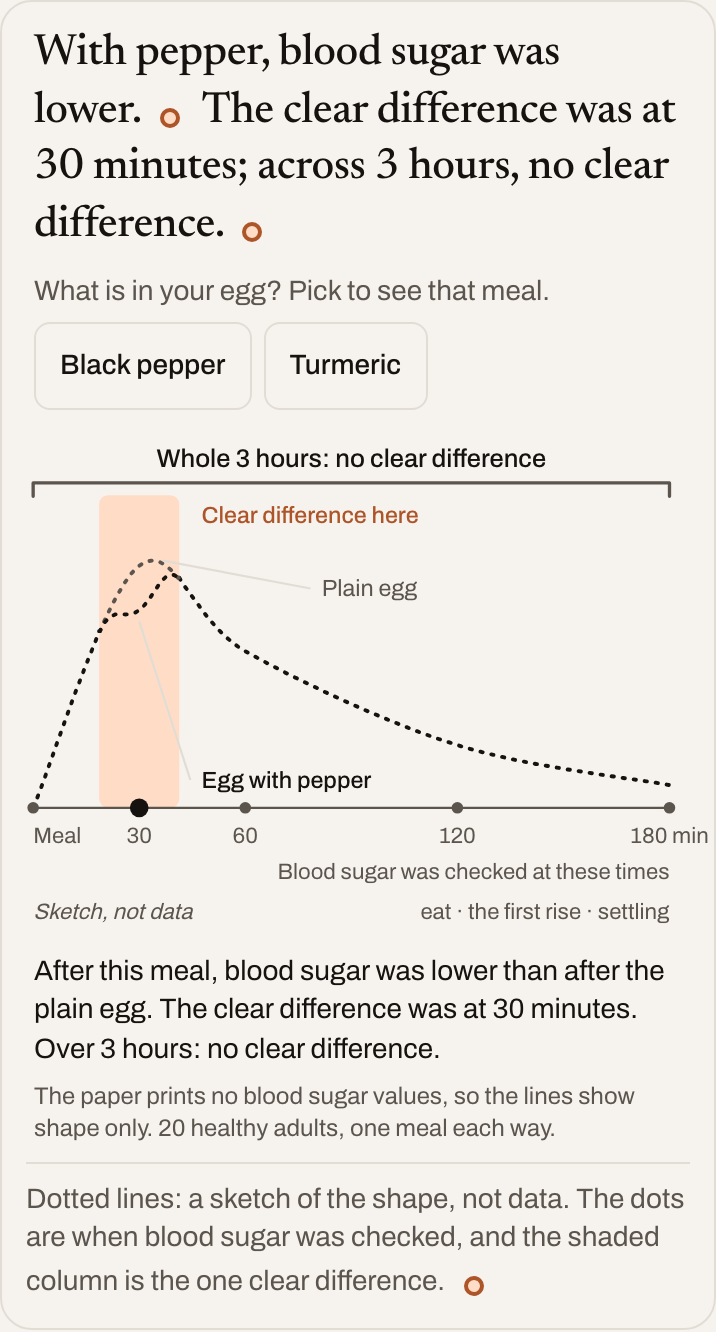 With pepper, blood sugar was
lower. The clear difference was at
30 minutes; across 3 hours, no clear
difference.
What is in your egg? Pick to see that meal.
Black pepper
Turmeric
Whole 3 hours: no clear difference
Clear difference here
Plain egg
Egg with pepper
Meal 30 60 120 180 min
Blood sugar was checked at these times
Sketch, not data
eat · the first rise · settling
After this meal, blood sugar was lower than after the
plain egg. The clear difference was at 30 minutes.
Over 3 hours: no clear difference.
The paper prints no blood sugar values, so the lines show
shape only. 20 healthy adults, one meal each way.
Dotted lines: a sketch of the shape, not data. The dots
are when blood sugar was checked, and the shaded
column is the one clear difference.